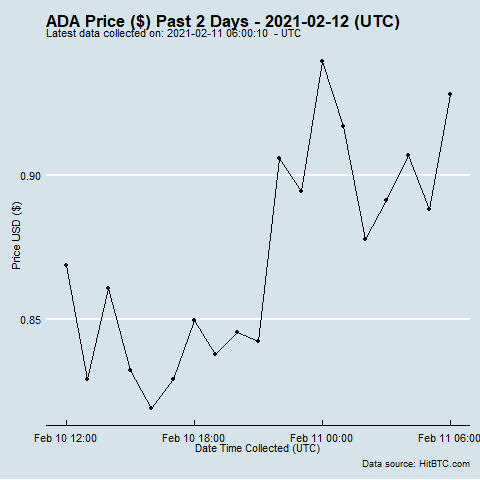 ADA Price ($) Past 2 Days - 2021-02-12 (UTC)
Latest data collected on: 2021-02-11 06:00:10  - UTC
Price USD ($)
0.90
0.85
Feb 10 12:00
Feb 10 18:00
Feb 11 00:00
Feb 11 06:00
Date Time Collected (UTC)
Data source: HitBTC.com